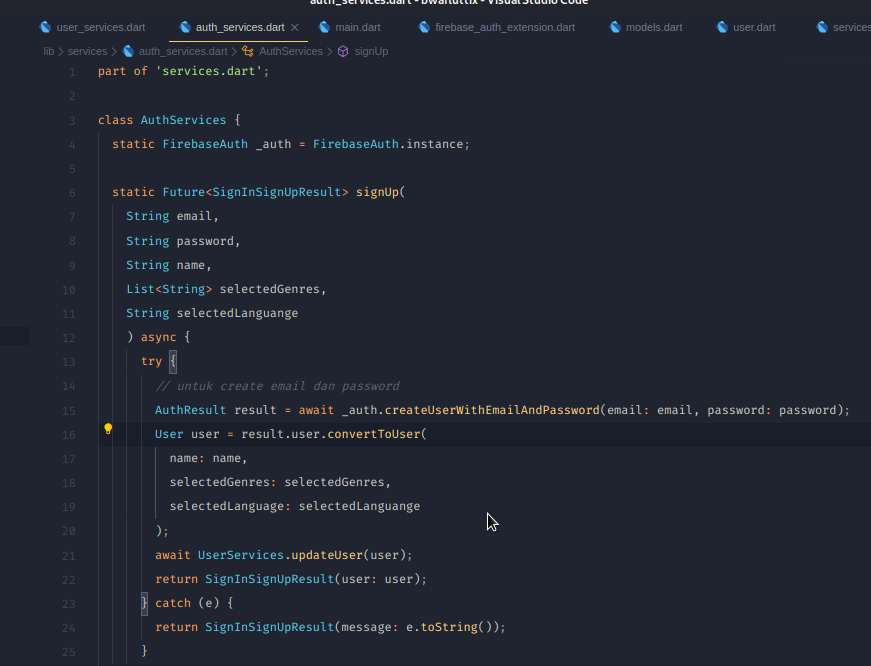 auth_services.dart - bwaflutix - Visual Studio Code
user_services.dart auth_services.dart × main.dart firebase_auth_extension.dart models.dart user.dart services
lib > services > auth_services.dart > AuthServices > signUp
1 part of 'services.dart';
2
3 class AuthServices {
4 static FirebaseAuth _auth = FirebaseAuth.instance;
5
6 static Future<SignInSignUpResult> signUp(
7 String email,
8 String password,
9 String name,
10 List<String> selectedGenres,
11 String selectedLanguange
12 ) async {
13 try {
14 // untuk create email dan password
15 AuthResult result = await _auth.createUserWithEmailAndPassword(email: email, password: password);
16 User user = result.user.convertToUser(
17 name: name,
18 selectedGenres: selectedGenres,
19 selectedLanguage: selectedLanguange
20 );
21 await UserServices.updateUser(user);
22 return SignInSignUpResult(user: user);
23 } catch (e) {
24 return SignInSignUpResult(message: e.toString());
25 }